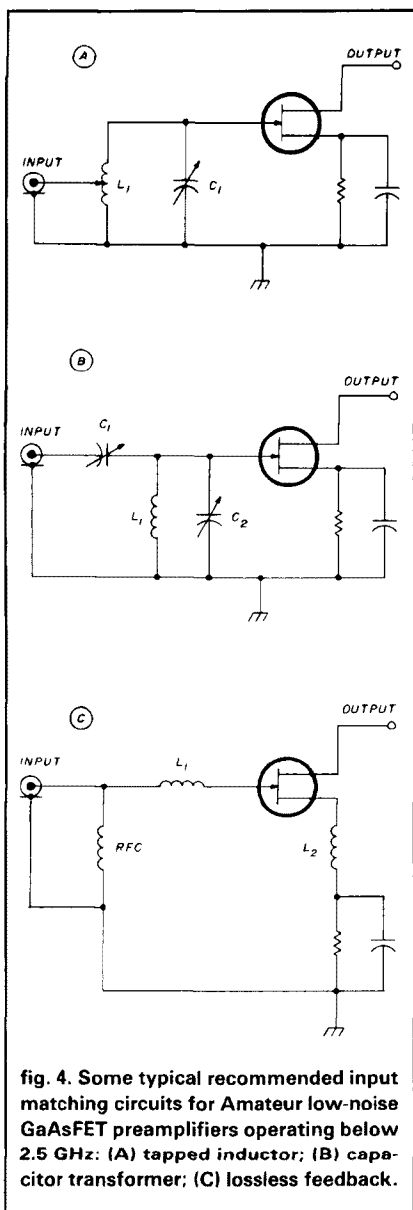 A
OUTPUT
INPUT
L1
C1
B
OUTPUT
INPUT
C1
L1
C2
C
OUTPUT
INPUT
L1
RFC
L2
fig. 4. Some typical recommended input
matching circuits for Amateur low-noise
GaAsFET preamplifiers operating below
2.5 GHz: (A) tapped inductor; (B) capa-
citor transformer; (C) lossless feedback.